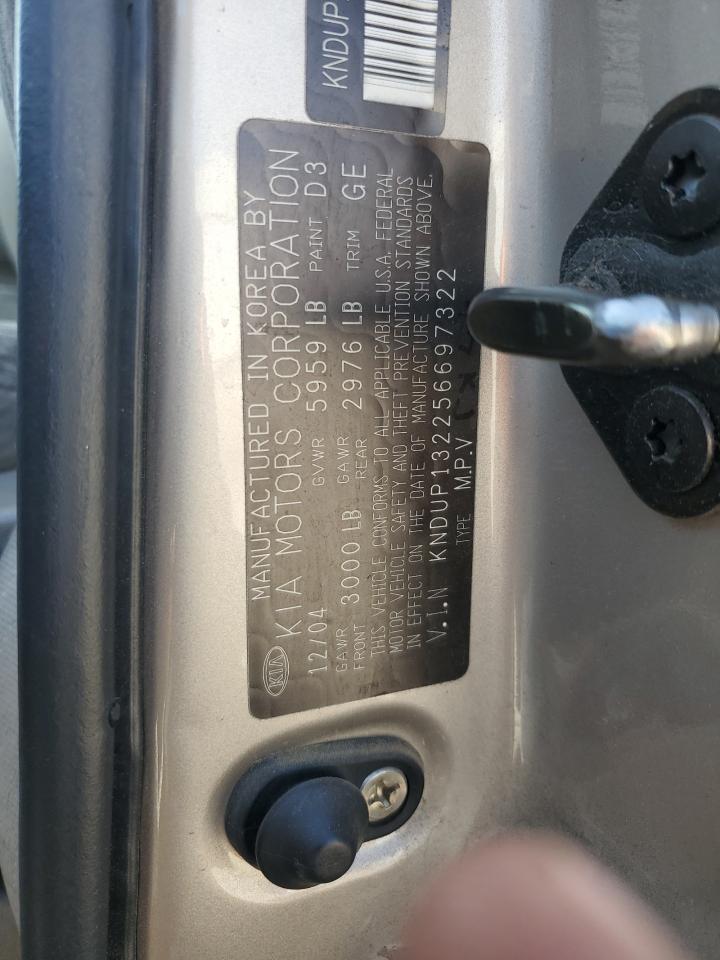 KNDUP
MANUFACTURED IN KOREA BY
KIA KIA MOTORS CORPORATION
12/04 GVWR 5959 LB PAINT D3
GAWR FRONT 3000 LB GAWR REAR 2976 LB TRIM GE
THIS VEHICLE CONFORMS TO ALL APPLICABLE U.S.A. FEDERAL
MOTOR VEHICLE SAFETY AND THEFT PREVENTION STANDARDS
IN EFFECT ON THE DATE OF MANUFACTURE SHOWN ABOVE.
V.I.N KNDUP132256697322
TYPE M.P.V